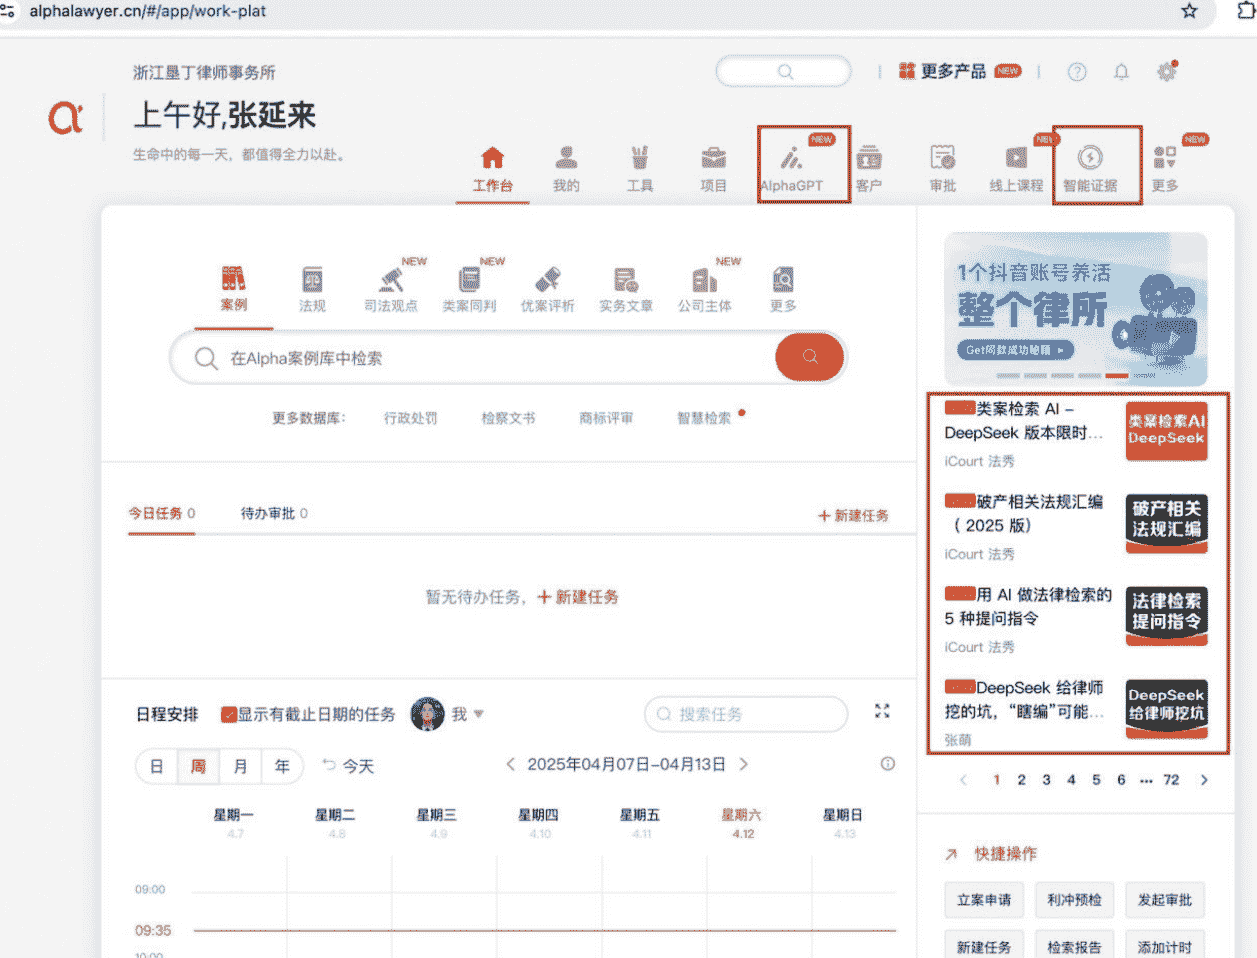 alphalawyer.cn/#/app/work-plat
浙江垦丁律师事务所
更多产品 NEW
上午好,张延来
生命中的每一天，都值得全力以赴。
NEW NEW NEW
工作台 我的 工具 项目 AlphaGPT 客户 审批 线上课程 智能证据 更多
NEW NEW NEW
案例 法规 司法观点 类案同判 优案评析 实务文章 公司主体 更多
在Alpha案例库中检索
更多数据库： 行政处罚 检察文书 商标评审 智慧检索
今日任务 0 待办审批 0 + 新建任务
暂无待办任务， + 新建任务
日程安排 显示有截止日期的任务 我 搜索任务
日 周 月 年 今天 2025年04月07日-04月13日
星期一 星期二 星期三 星期四 星期五 星期六 星期日
4.7 4.8 4.9 4.10 4.11 4.12 4.13
09:00
09:35
10:00
1个抖音账号养活
整个律所
Get同款成功秘籍
类案检索 AI –
DeepSeek 版本限时...
iCourt 法秀
类案检索AI
DeepSeek
破产相关法规汇编
（ 2025 版）
iCourt 法秀
破产相关
法规汇编
用 AI 做法律检索的
5 种提问指令
iCourt 法秀
法律检索
提问指令
DeepSeek 给律师
挖的坑，“瞎编”可能...
张萌
DeepSeek
给律师挖坑
< 1 2 3 4 5 6 ... 72 >
快捷操作
立案申请 利冲预检 发起审批
新建任务 检索报告 添加计时